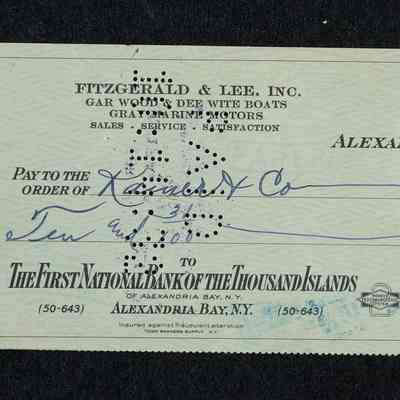 FITZGERALD & LEE, INC.
GAR WOOD & DEE WITE BOATS
GRAY MARINE MOTORS
SALES - SERVICE - SATISFACTION
ALEXA
PAY TO THE
ORDER OF & Co
Ten and 31/100
TO
THE FIRST NATIONAL BANK OF THE THOUSAND ISLANDS
OF ALEXANDRIA BAY, N.Y.
(50-643) ALEXANDRIA BAY, N.Y. (50-643)
Insured against fraudulent alteration